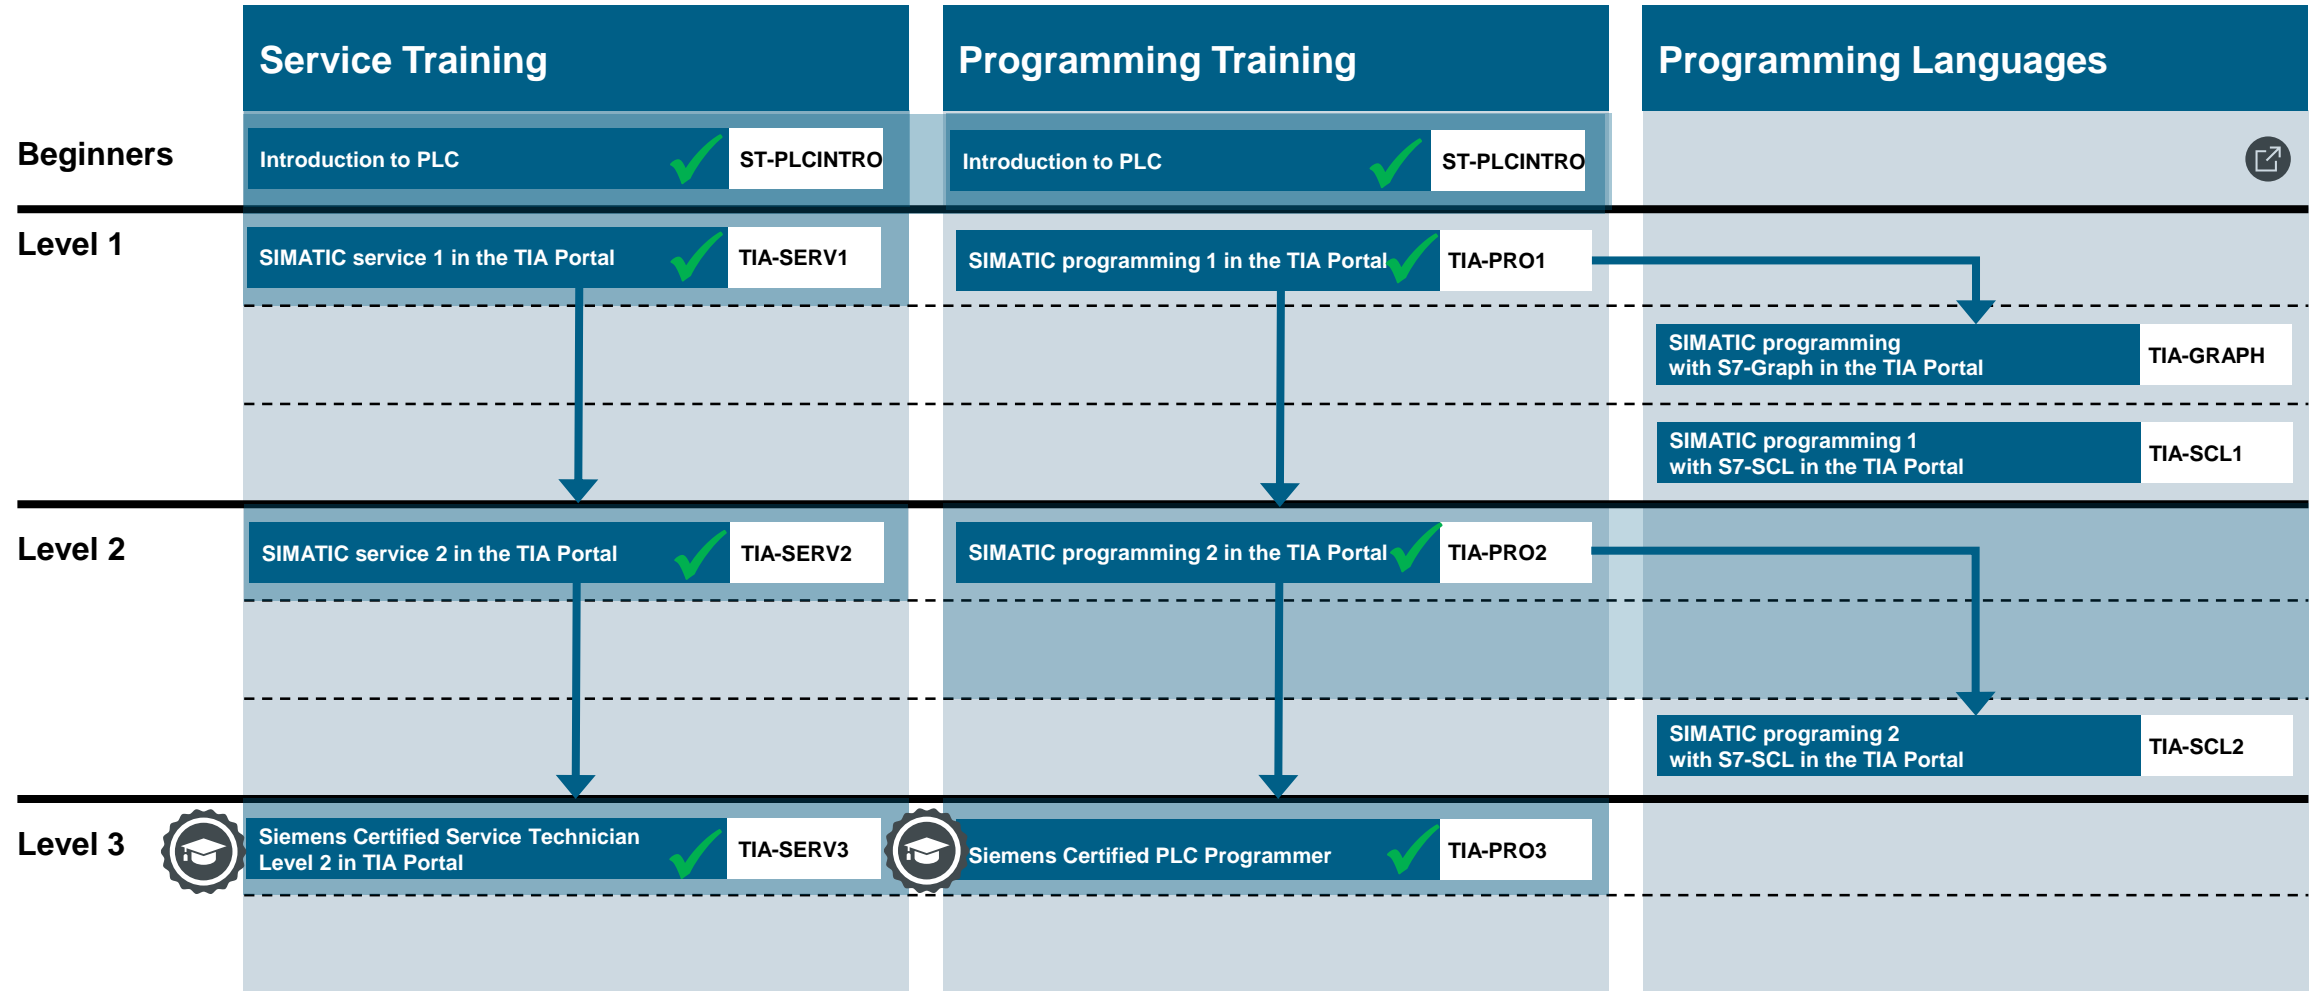 Service Training
Programming Training
Programming Languages
Beginners
Introduction to PLC
ST-PLCINTRO
Introduction to PLC
ST-PLCINTRO
Level 1
SIMATIC service 1 in the TIA Portal
TIA-SERV1
SIMATIC programming 1 in the TIA Portal
TIA-PRO1
SIMATIC programming
with S7-Graph in the TIA Portal
TIA-GRAPH
SIMATIC programming 1
with S7-SCL in the TIA Portal
TIA-SCL1
Level 2
SIMATIC service 2 in the TIA Portal
TIA-SERV2
SIMATIC programming 2 in the TIA Portal
TIA-PRO2
SIMATIC programing 2
with S7-SCL in the TIA Portal
TIA-SCL2
Level 3
Siemens Certified Service Technician
Level 2 in TIA Portal
TIA-SERV3
Siemens Certified PLC Programmer
TIA-PRO3